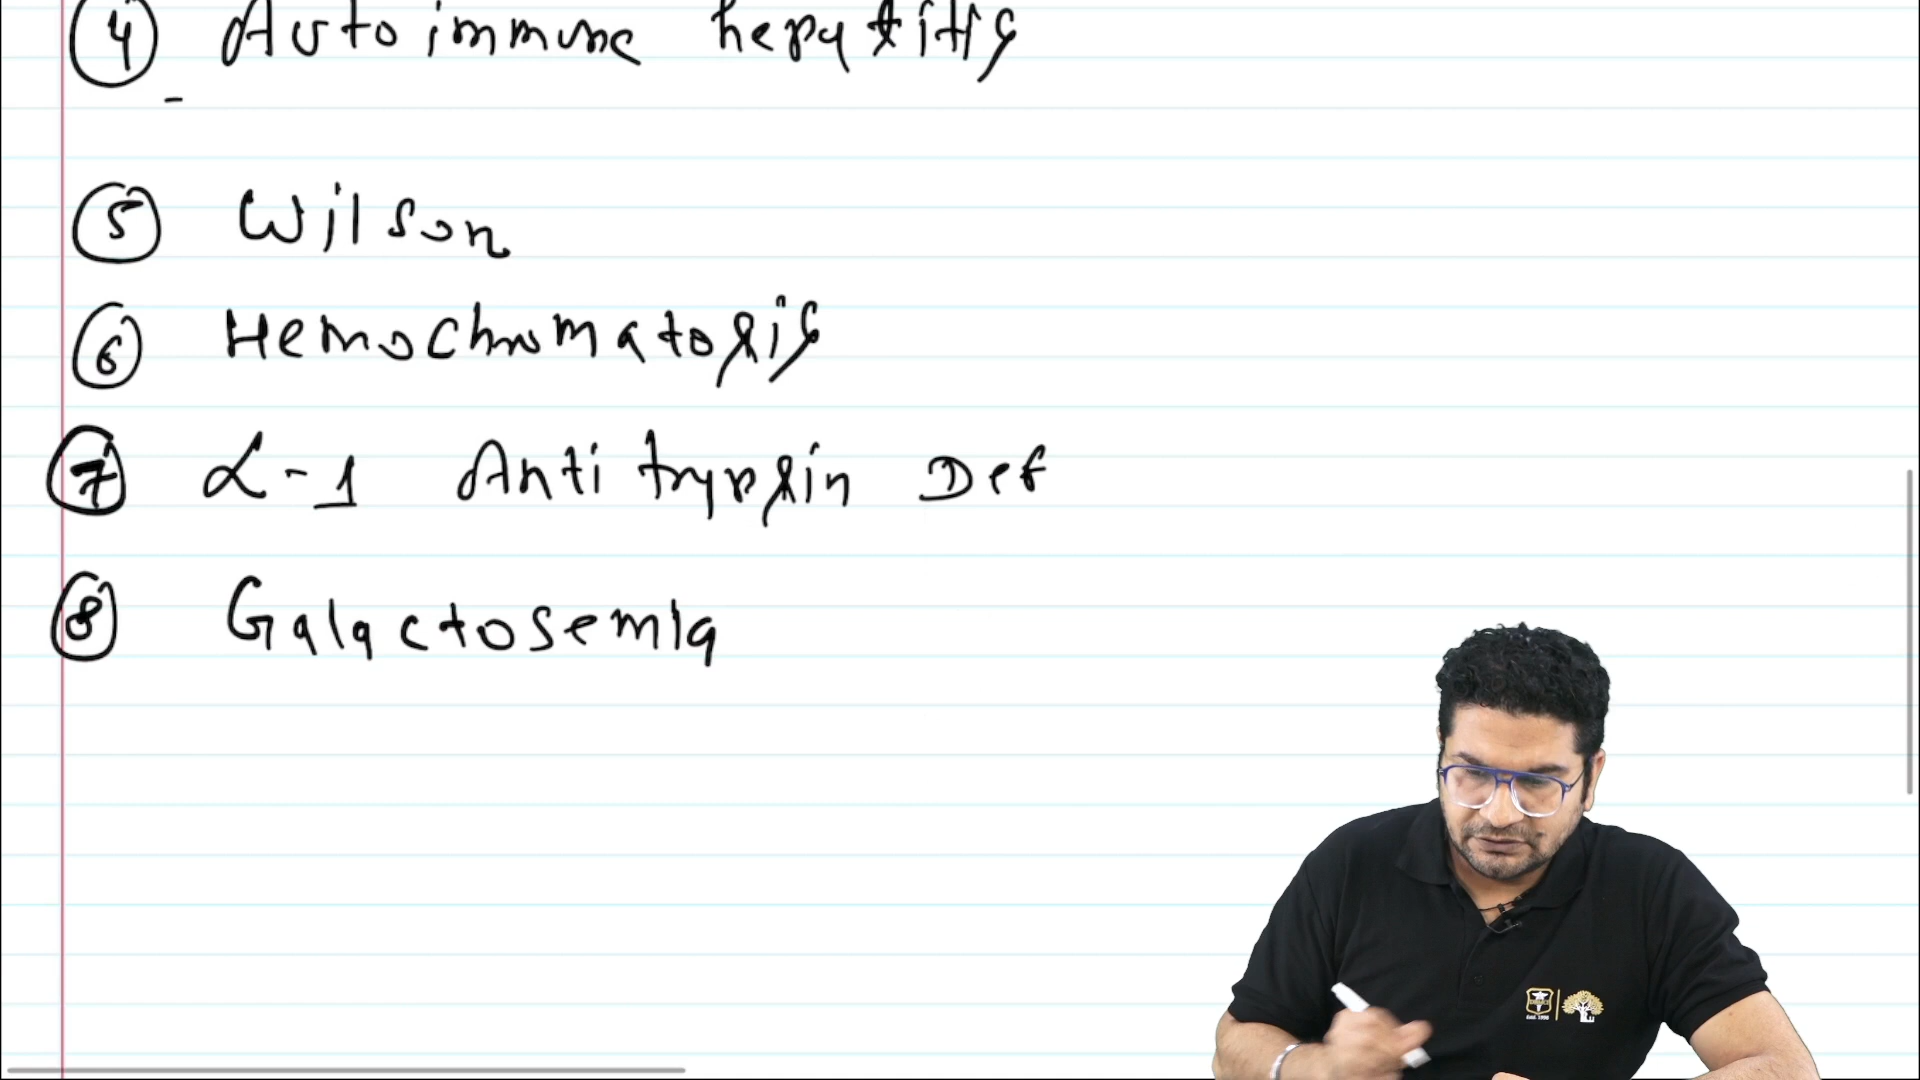 4 Autoimmune hepatitis
5 Wilson
6 Hemochromatosis
7 α-1 Antitrypsin Def
8 Galactosemia